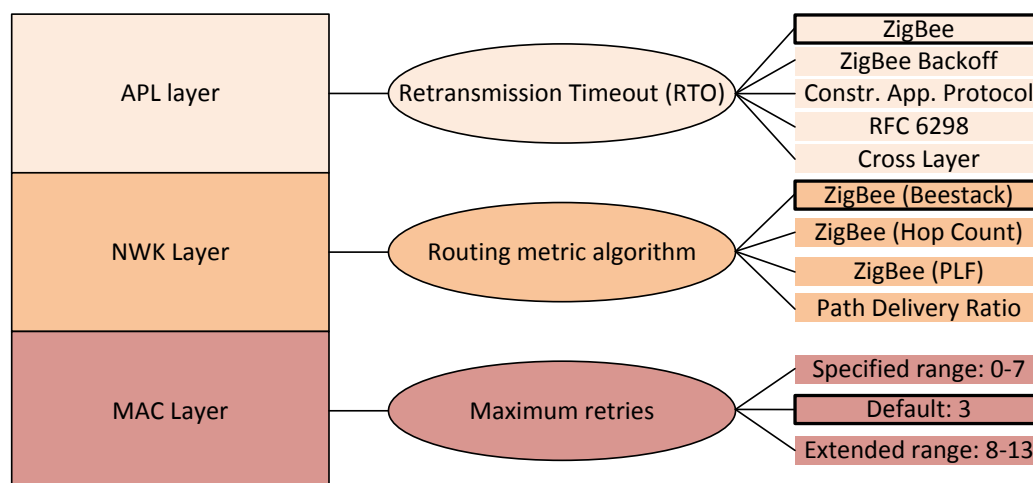 APL layer
Retransmission Timeout (RTO)
ZigBee
ZigBee Backoff
Constr. App. Protocol
RFC 6298
Cross Layer
NWK Layer
Routing metric algorithm
ZigBee (Beestack)
ZigBee (Hop Count)
ZigBee (PLF)
Path Delivery Ratio
MAC Layer
Maximum retries
Specified range: 0-7
Default: 3
Extended range: 8-13